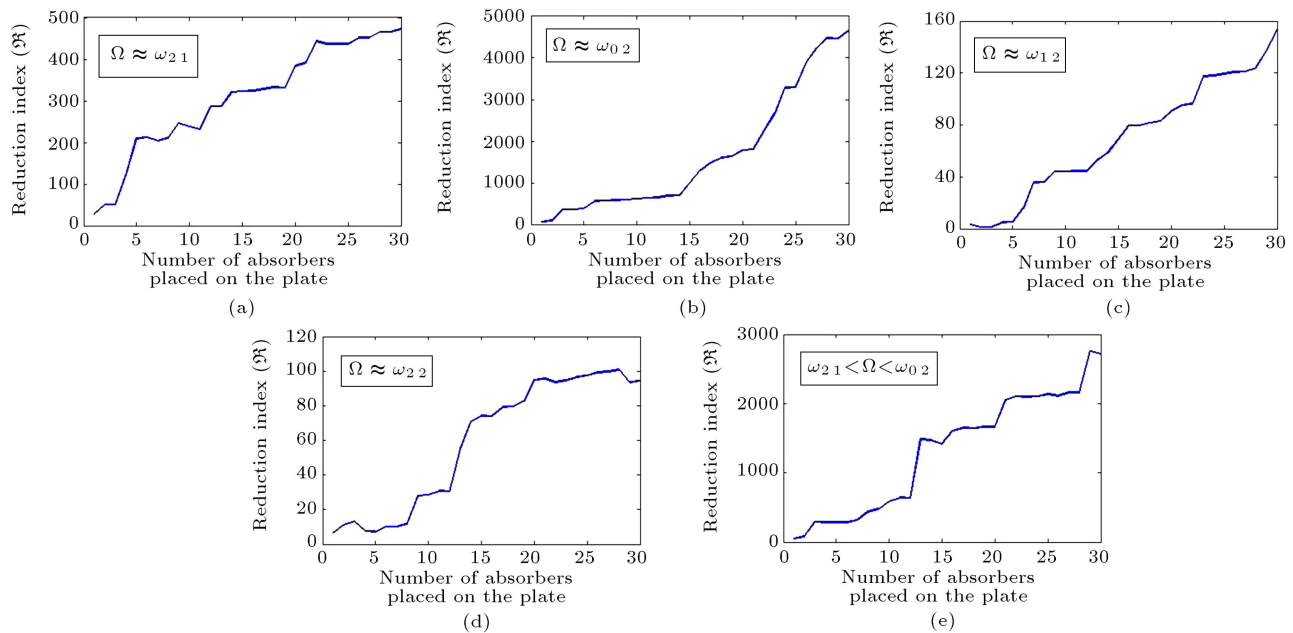 Reduction index (ℜ)
500
400
300
200
100
0
Ω ≈ ω2 1
0 5 10 15 20 25 30
Number of absorbers
placed on the plate
(a)
Reduction index (ℜ)
5000
4000
3000
2000
1000
0
Ω ≈ ω0 2
0 5 10 15 20 25 30
Number of absorbers
placed on the plate
(b)
Reduction index (ℜ)
160
120
80
40
0
Ω ≈ ω1 2
0 5 10 15 20 25 30
Number of absorbers
placed on the plate
(c)
Reduction index (ℜ)
120
100
80
60
40
20
0
Ω ≈ ω2 2
0 5 10 15 20 25 30
Number of absorbers
placed on the plate
(d)
Reduction index (ℜ)
3000
2000
1000
0
ω2 1<Ω<ω0 2
0 5 10 15 20 25 30
Number of absorbers
placed on the plate
(e)